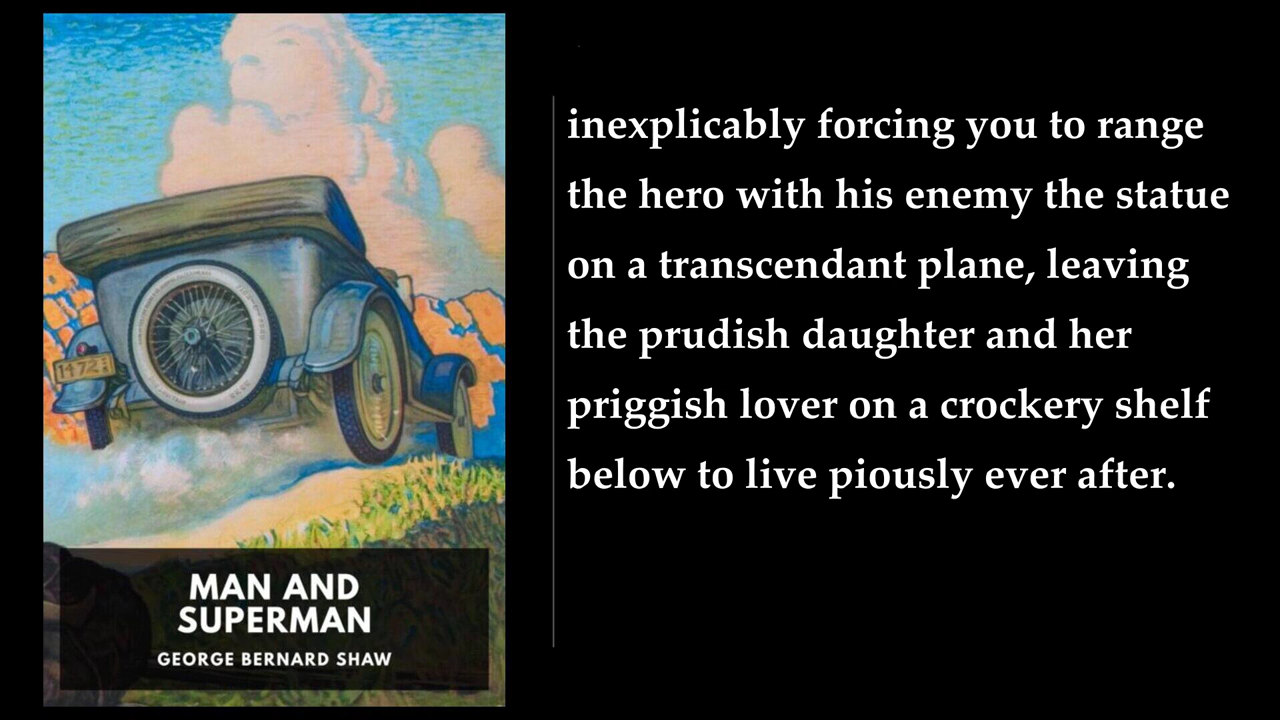 1472
MAN AND
SUPERMAN
GEORGE BERNARD SHAW
inexplicably forcing you to range
the hero with his enemy the statue
on a transcendant plane, leaving
the prudish daughter and her
priggish lover on a crockery shelf
below to live piously ever after.